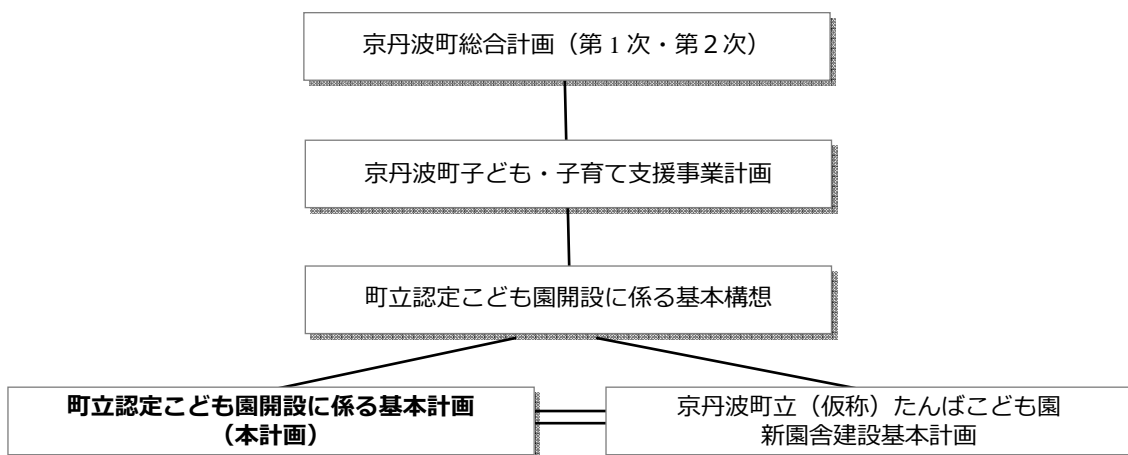 京丹波町総合計画（第1次・第２次）
京丹波町子ども・子育て支援事業計画
町立認定こども園開設に係る基本構想
町立認定こども園開設に係る基本計画
（本計画）
京丹波町立（仮称）たんばこども園
新園舎建設基本計画